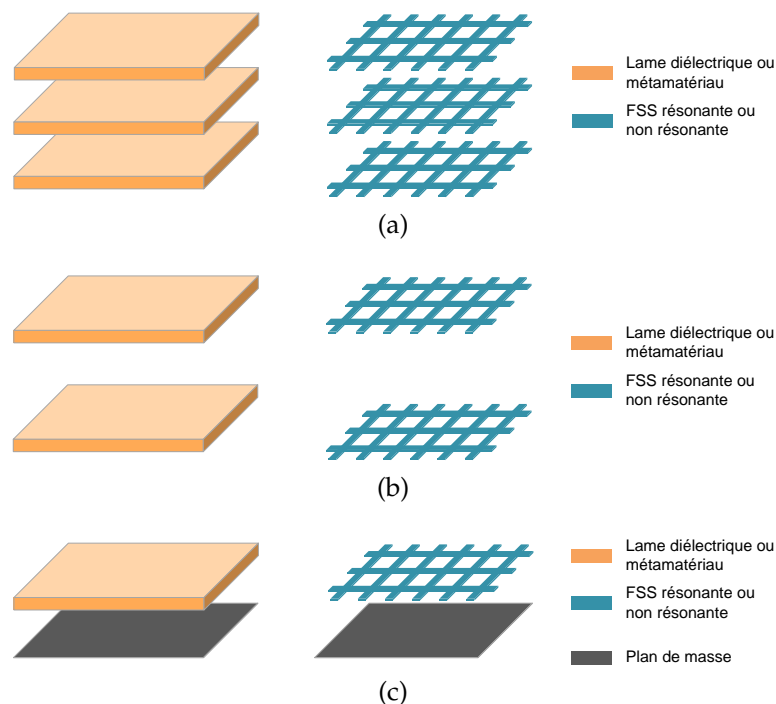 Lame diélectrique ou
métamatériau
FSS résonante ou
non résonante
(a)
Lame diélectrique ou
métamatériau
FSS résonante ou
non résonante
(b)
Lame diélectrique ou
métamatériau
FSS résonante ou
non résonante
Plan de masse
(c)